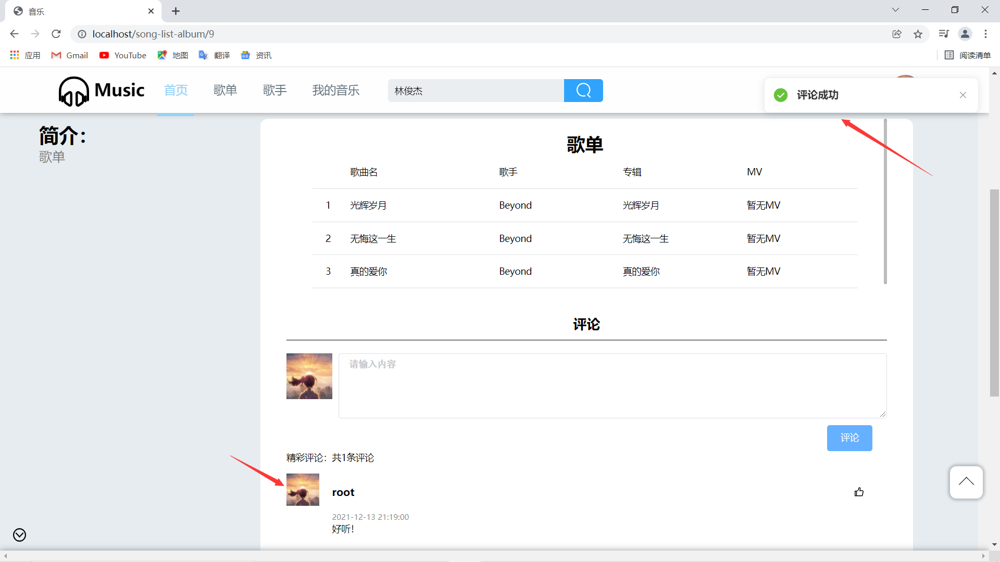 音乐
localhost/song-list-album/9
应用 Gmail YouTube 地图 翻译 资讯 阅读清单
Music 首页 歌单 歌手 我的音乐 林俊杰
评论成功
简介：
歌单
歌单
歌曲名 歌手 专辑 MV
1 光辉岁月 Beyond 光辉岁月 暂无MV
2 无悔这一生 Beyond 无悔这一生 暂无MV
3 真的爱你 Beyond 真的爱你 暂无MV
评论
请输入内容
评论
精彩评论：共1条评论
root
2021-12-13 21:19:00
好听！